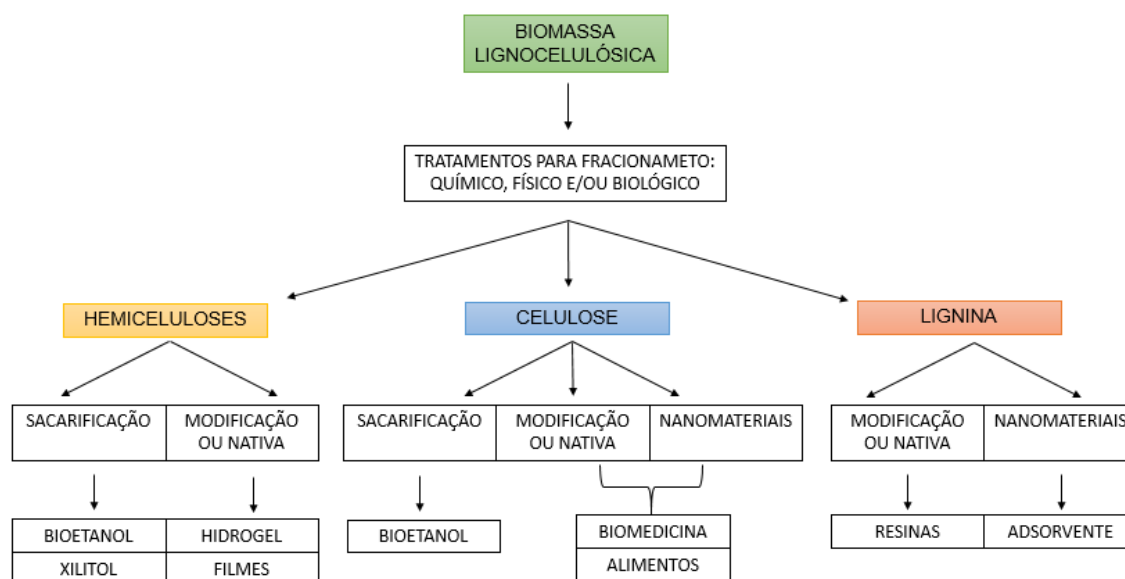 BIOMASSA
LIGNOCELULÓSICA
TRATAMENTOS PARA FRACIONAMETO:
QUÍMICO, FÍSICO E/OU BIOLÓGICO
HEMICELULOSES
CELULOSE
LIGNINA
SACARIFICAÇÃO
MODIFICAÇÃO
OU NATIVA
SACARIFICAÇÃO
MODIFICAÇÃO
OU NATIVA
NANOMATERIAIS
MODIFICAÇÃO
OU NATIVA
NANOMATERIAIS
BIOETANOL
XILITOL
HIDROGEL
FILMES
BIOETANOL
BIOMEDICINA
ALIMENTOS
RESINAS
ADSORVENTE